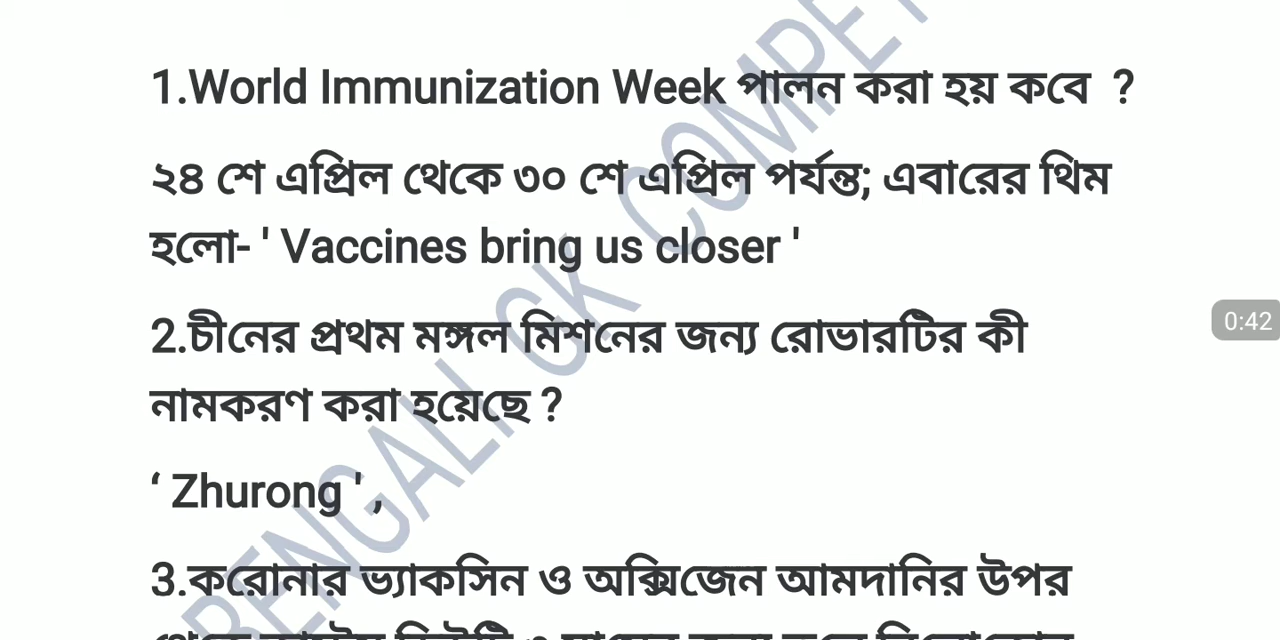 1.World Immunization Week পালন করা হয় কবে ?
২৪ শে এপ্রিল থেকে ৩০ শে এপ্রিল পর্যন্ত; এবারের থিম
হলো- ' Vaccines bring us closer '
2.চীনের প্রথম মঙ্গল মিশনের জন্য রোভারটির কী
নামকরণ করা হয়েছে ?
‘ Zhurong ' ,
3.করোনার ভ্যাকসিন ও অক্সিজেন আমদানির উপর
BENGALI GK
0:42